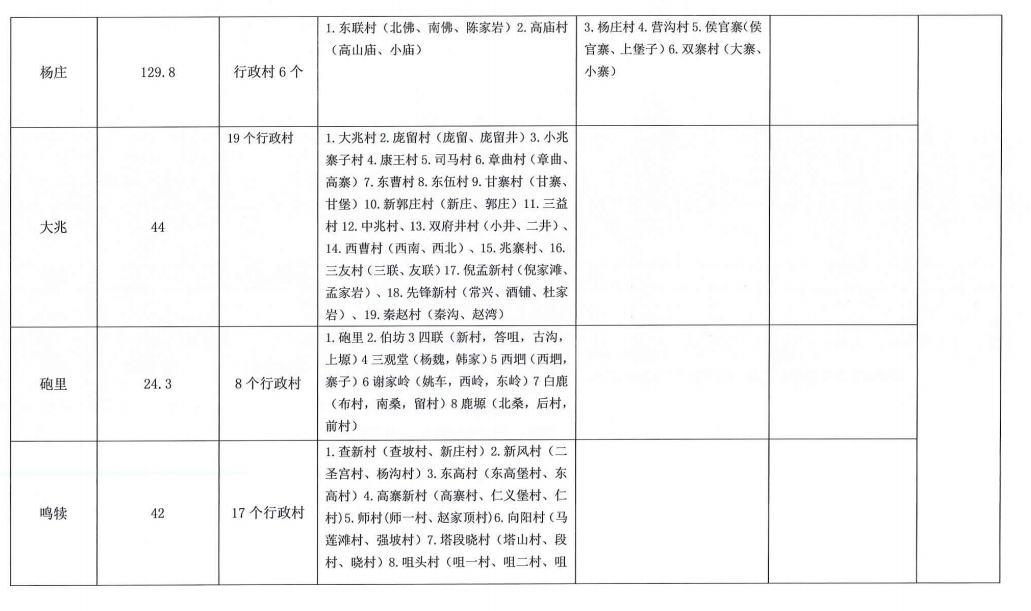 1.东联村（北佛、南佛、陈家岩）2.高庙村
（高山庙、小庙）
3.杨庄村 4.营沟村 5.侯官寨（侯
官寨、上堡子）6.双寨村（大寨、
小寨）
杨庄
129.8
行政村 6 个
19 个行政村
1.大兆村 2.庞留村（庞留、庞留井）3.小兆
寨子村 4.康王村 5.司马村 6.章曲村（章曲、
高寨）7.东曹村 8.东伍村 9.甘寨村（甘寨、
甘堡）10.新郭庄村（新庄、郭庄）11.三益
村 12.中兆村、13.双府井村（小井、二井）、
14.西曹村（西南、西北）、15.兆寨村、16.
三友村（三联、友联）17.倪孟新村（倪家滩、
孟家岩）、18.先锋新村（常兴、酒铺、杜家
岩）、19.秦赵村（秦沟、赵湾）
大兆
44
1.砲里 2.伯坊 3 四联（新村，答咀，古沟，
上塬）4 三观堂（杨魏，韩家）5 西垇（西垇，
寨子）6 谢家岭（姚车，西岭，东岭）7 白鹿
（布村，南桑，留村）8 鹿塬（北桑，后村，
前村）
砲里
24.3
8 个行政村
1.查新村（查坡村、新庄村）2.新风村（二
圣宫村、杨沟村）3.东高村（东高堡村、东
高村）4.高寨新村（高寨村、仁义堡村、仁
村)5.师村(师一村、赵家顶村)6.向阳村（马
莲滩村、强坡村）7.塔段晓村（塔山村、段
村、晓村）8.咀头村（咀一村、咀二村、咀
鸣犊
42
17 个行政村